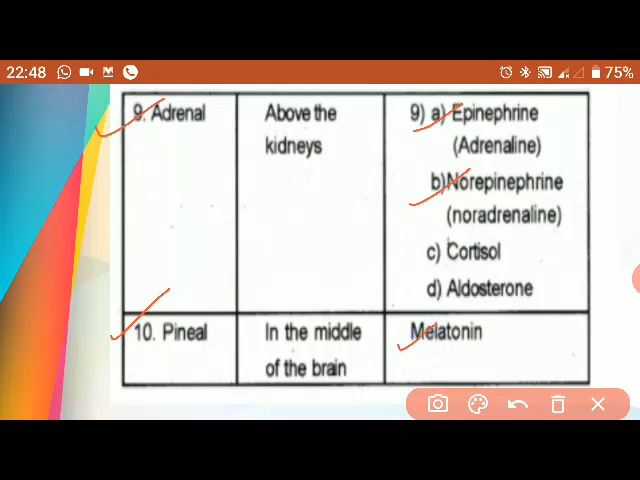 22:48
75%
9. Adrenal
Above the
kidneys
9) a) Epinephrine
(Adrenaline)
b) Norepinephrine
(noradrenaline)
c) Cortisol
d) Aldosterone
10. Pineal
In the middle
of the brain
Melatonin